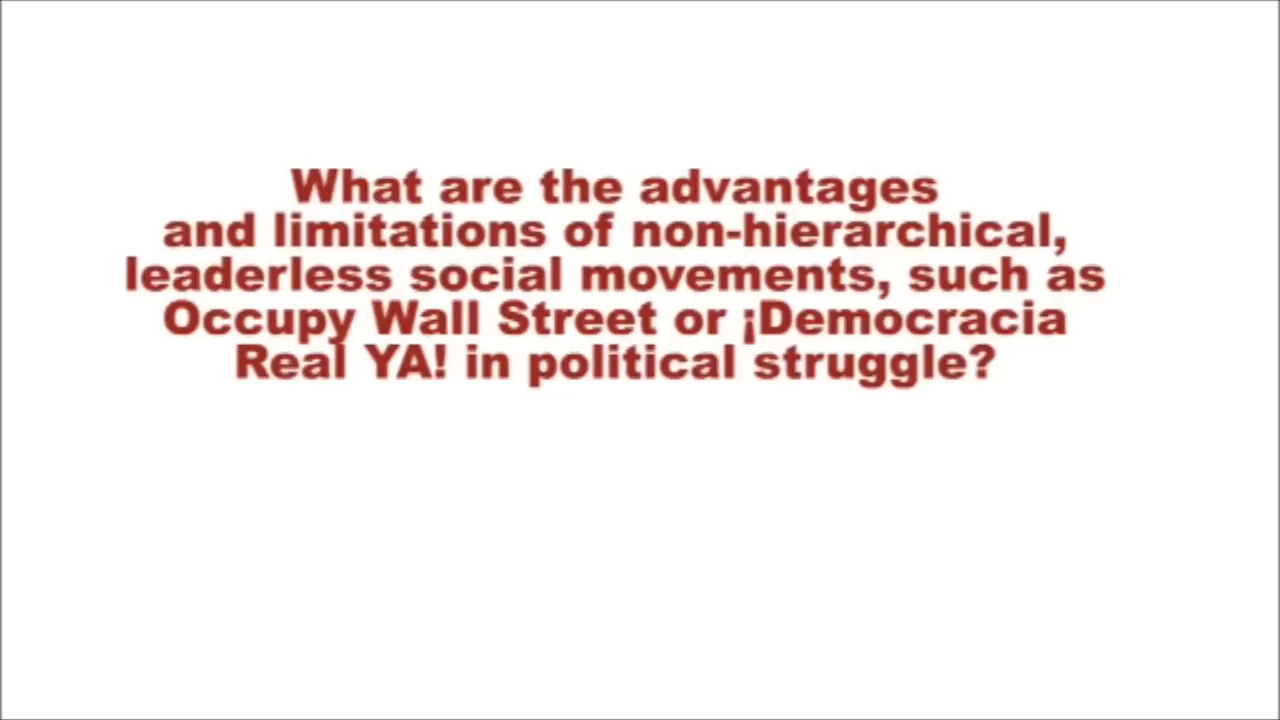 What are the advantages
and limitations of non-hierarchical,
leaderless social movements, such as
Occupy Wall Street or ¡Democracia
Real YA! in political struggle?